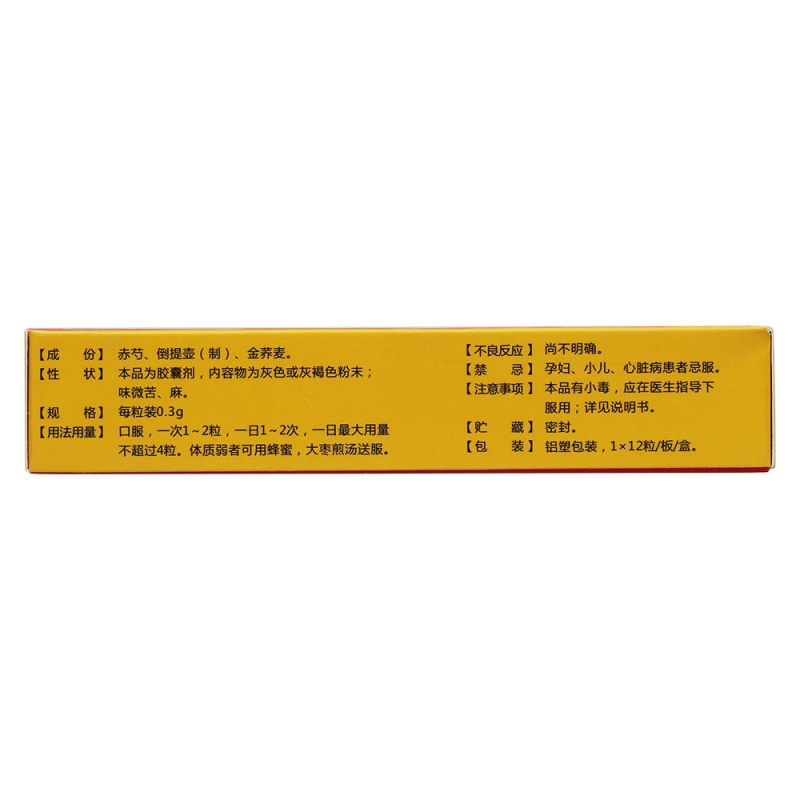 【成　份】 赤芍、倒提壶（制）、金荞麦。
【性　状】 本品为胶囊剂，内容物为灰色或灰褐色粉末；
味微苦、麻。
【规　格】 每粒装0.3g
【用法用量】 口服，一次1～2粒，一日1～2次，一日最大用量
不超过4粒。体质弱者可用蜂蜜，大枣煎汤送服。
【不良反应】 尚不明确。
【禁　忌】 孕妇、小儿、心脏病患者忌服。
【注意事项】 本品有小毒，应在医生指导下
服用；详见说明书。
【贮　藏】 密封。
【包　装】 铝塑包装，1×12粒/板/盒。